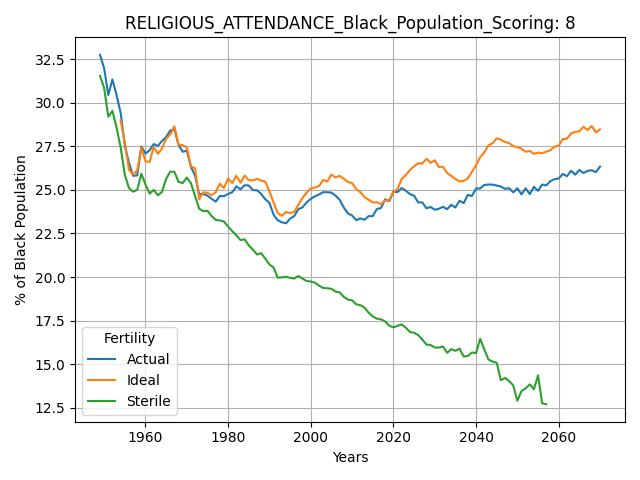 RELIGIOUS_ATTENDANCE_Black_Population_Scoring: 8
% of Black Population
32.5
30.0
27.5
25.0
22.5
20.0
17.5
15.0
12.5
Fertility
Actual
Ideal
Sterile
1960
1980
2000
2020
2040
2060
Years